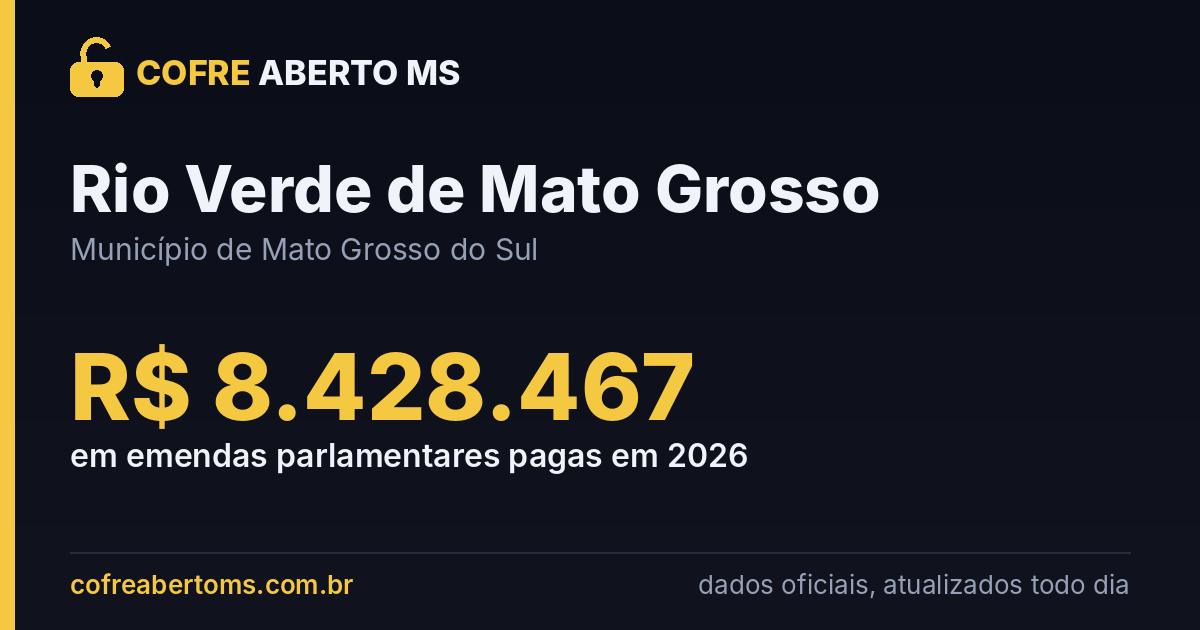 COFRE ABERTO MS
Rio Verde de Mato Grosso
Município de Mato Grosso do Sul
R$ 8.428.467
em emendas parlamentares pagas em 2026
cofreabertoms.com.br
dados oficiais, atualizados todo dia